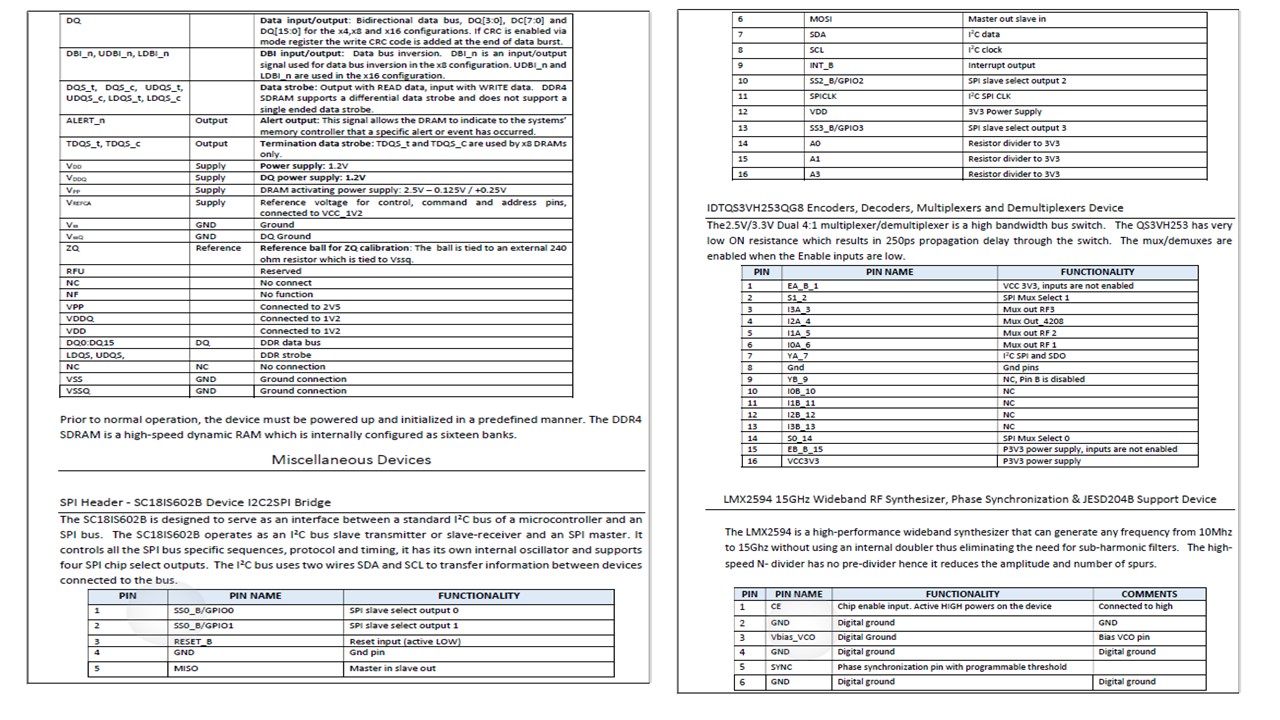 DQ Data input/output: Bidirectional data bus, DQ[3:0], DC[7:0] and
DQ[15:0] for the x4,x8 and x16 configurations. If CRC is enabled via
mode register the write CRC code is added at the end of data burst.
DBI_n, UDBI_n, LDBI_n DBI input/output: Data bus inversion. DBI_n is an input/output
signal used for data bus inversion in the x8 configuration. UDBI_n and
LDBI_n are used in the x16 configuration.
DQS_t, DQS_c, UDQS_t, Data strobe: Output with READ data, input with WRITE data. DDR4
UDQS_c, LDQS_t, LDQS_c SDRAM supports a differential data strobe and does not support a
single ended data strobe.
ALERT_n Output Alert output: This signal allows the DRAM to indicate to the systems'
memory controller that a specific alert or event has occurred.
TDQS_t, TDQS_c Output Termination data strobe: TDQS_t and TDQS_C are used by x8 DRAMs
only.
VDD Supply Power supply: 1.2V
VDDQ Supply DQ power supply: 1.2V
VPP Supply DRAM activating power supply: 2.5V – 0.125V / +0.25V
VREFCA Supply Reference voltage for control, command and address pins,
connected to VCC_1V2
GND Ground
GND DQ Ground
ZQ Reference Reference ball for ZQ calibration: The ball is tied to an external 240
ohm resistor which is tied to Vssq.
RFU Reserved
NC No connect
NF No function
VPP Connected to 2V5
VDDQ Connected to 1V2
VDD Connected to 1V2
DQ0:DQ15 DQ DDR data bus
LDQS, UDQS, DDR strobe
NC NC No connection
VSS GND Ground connection
VSSQ GND Ground connection
Prior to normal operation, the device must be powered up and initialized in a predefined manner. The DDR4
SDRAM is a high-speed dynamic RAM which is internally configured as sixteen banks.
Miscellaneous Devices
SPI Header - SC18IS602B Device I2C2SPI Bridge
The SC18IS602B is designed to serve as an interface between a standard I²C bus of a microcontroller and an
SPI bus. The SC18IS602B operates as an I²C bus slave transmitter or slave-receiver and an SPI master. It
controls all the SPI bus specific sequences, protocol and timing, it has its own internal oscillator and supports
four SPI chip select outputs. The I²C bus uses two wires SDA and SCL to transfer information between devices
connected to the bus.
PIN PIN NAME FUNCTIONALITY
1 SS0_B/GPIO0 SPI slave select output 0
2 SS0_B/GPIO1 SPI slave select output 1
3 RESET_B Reset input (active LOW)
4 GND Gnd pin
5 MISO Master in slave out
6 MOSI Master out slave in
7 SDA I²C data
8 SCL I²C clock
9 INT_B Interrupt output
10 SS2_B/GPIO2 SPI slave select output 2
11 SPICLK I²C SPI CLK
12 VDD 3V3 Power Supply
13 SS3_B/GPIO3 SPI slave select output 3
14 A0 Resistor divider to 3V3
15 A1 Resistor divider to 3V3
16 A3 Resistor divider to 3V3
IDTQS3VH253QG8 Encoders, Decoders, Multiplexers and Demultiplexers Device
The2.5V/3.3V Dual 4:1 multiplexer/demultiplexer is a high bandwidth bus switch. The QS3VH253 has very
low ON resistance which results in 250ps propagation delay through the switch. The mux/demuxes are
enabled when the Enable inputs are low.
PIN PIN NAME FUNCTIONALITY
1 EA_B_1 VCC 3V3, inputs are not enabled
2 S1_2 SPI Mux Select 1
3 I3A_3 Mux out RF3
4 I2A_4 Mux Out_4208
5 I1A_5 Mux out RF 2
6 I0A_6 Mux out RF 1
7 YA_7 I²C SPI and SDO
8 Gnd Gnd pins
9 YB_9 NC, Pin B is disabled
10 I0B_10 NC
11 I1B_11 NC
12 I2B_12 NC
13 I3B_13 NC
14 S0_14 SPI Mux Select 0
15 EB_B_15 P3V3 power supply, inputs are not enabled
16 VCC3V3 P3V3 power supply
LMX2594 15GHz Wideband RF Synthesizer, Phase Synchronization & JESD204B Support Device
The LMX2594 is a high-performance wideband synthesizer that can generate any frequency from 10Mhz
to 15Ghz without using an internal doubler thus eliminating the need for sub-harmonic filters. The high-
speed N- divider has no pre-divider hence it reduces the amplitude and number of spurs.
PIN PIN NAME FUNCTIONALITY COMMENTS
1 CE Chip enable input. Active HIGH powers on the device Connected to high
2 GND Digital ground GND
3 Vbias_VCO Digital Ground Bias VCO pin
4 GND Digital ground Digital ground
5 SYNC Phase synchronization pin with programmable threshold
6 GND Digital ground Digital ground